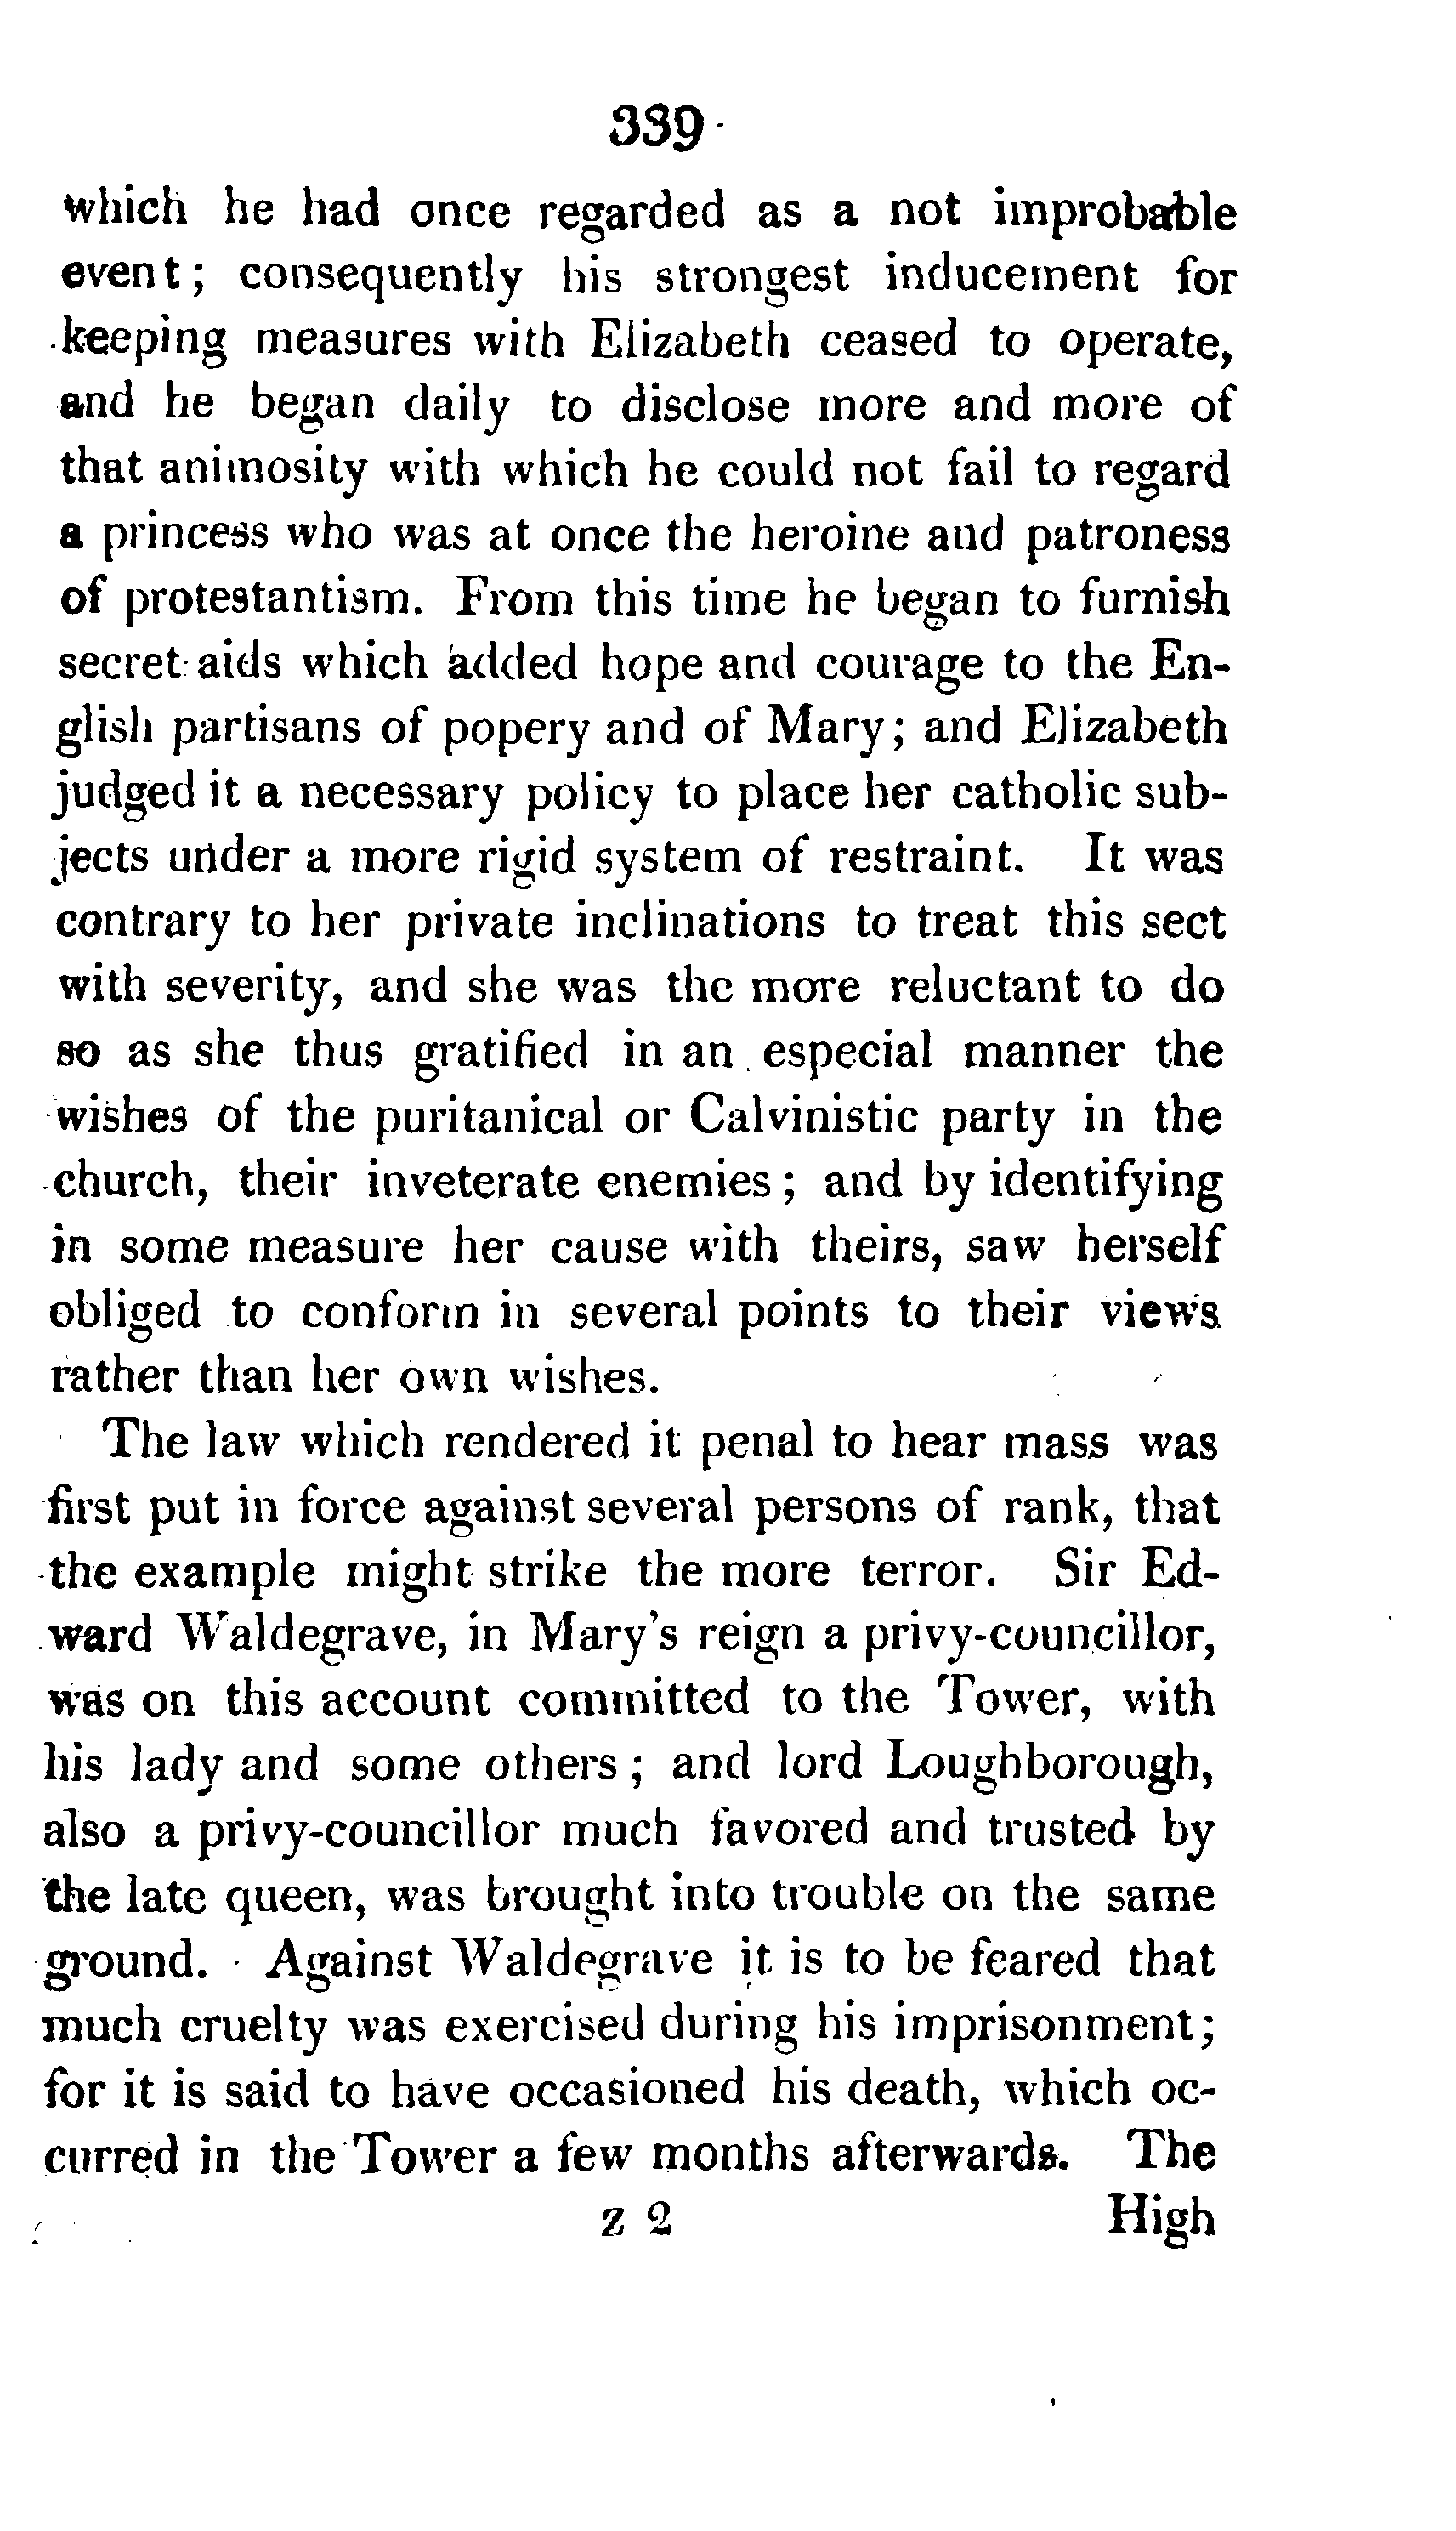 339
which he had once regarded as a not improbable
event; consequently his strongest inducement for
keeping measures with Elizabeth ceased to operate,
and he began daily to disclose more and more of
that animosity with which he could not fail to regard
a princess who was at once the heroine and patroness
of protestantism. From this time he began to furnish
secret aids which added hope and courage to the En-
glish partisans of popery and of Mary; and Elizabeth
judged it a necessary policy to place her catholic sub-
jects under a more rigid system of restraint. It was
contrary to her private inclinations to treat this sect
with severity, and she was the more reluctant to do
so as she thus gratified in an especial manner the
wishes of the puritanical or Calvinistic party in the
church, their inveterate enemies; and by identifying
in some measure her cause with theirs, saw herself
obliged to conform in several points to their views
rather than her own wishes.
The law which rendered it penal to hear mass was
first put in force against several persons of rank, that
the example might strike the more terror. Sir Ed-
ward Waldegrave, in Mary's reign a privy-councillor,
was on this account committed to the Tower, with
his lady and some others; and lord Loughborough,
also a privy-councillor much favored and trusted by
the late queen, was brought into trouble on the same
ground. Against Waldegrave it is to be feared that
much cruelty was exercised during his imprisonment;
for it is said to have occasioned his death, which oc-
curred in the Tower a few months afterwards. The
z 2 High